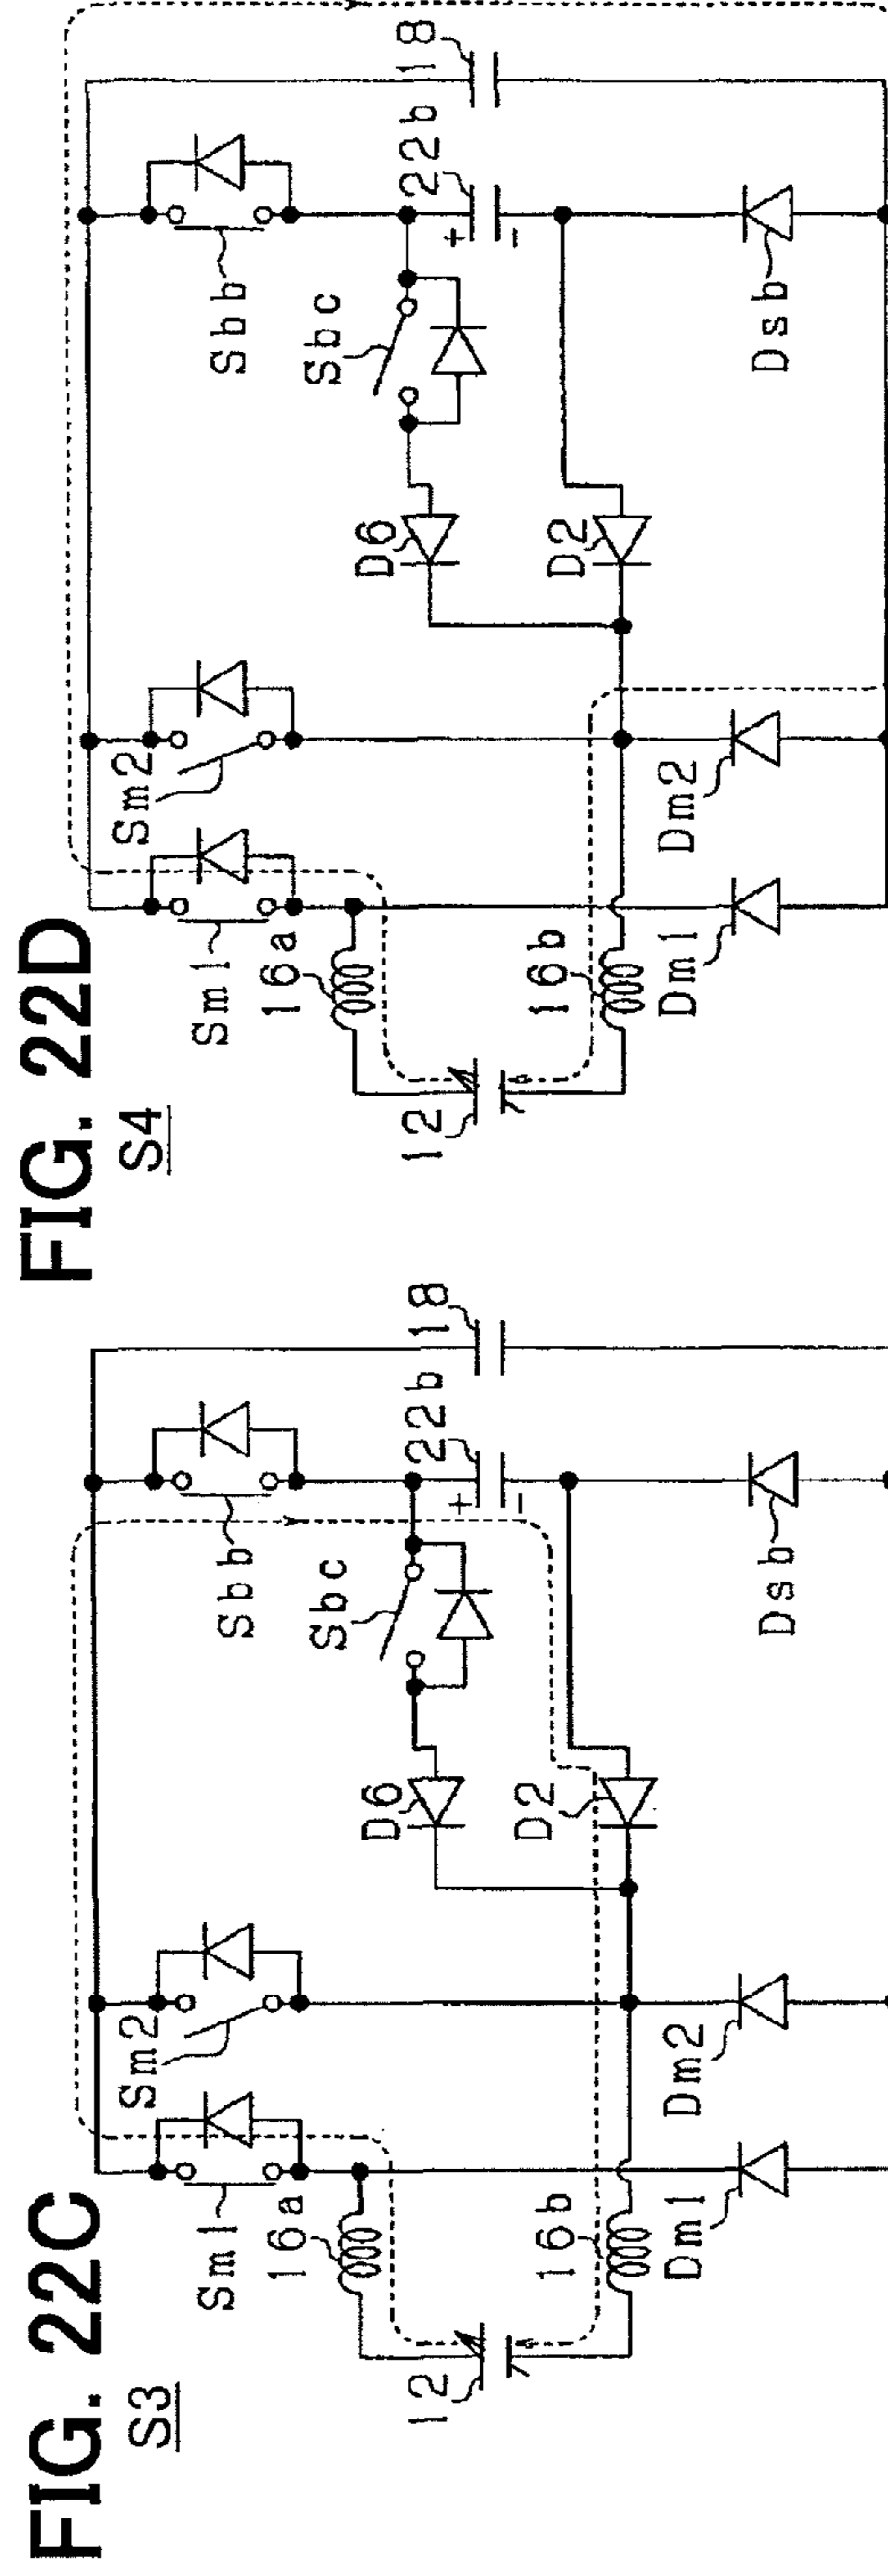 FIG. 22C
S3
Sm1
Sm2
Sbb
Sbc
22b
18
16a
D6
D2
12
16b
Dm1
Dm2
Dsb
+
-
FIG. 22D
S4
Sm1
Sm2
Sbb
Sbc
22b
18
16a
D6
D2
12
16b
Dm1
Dm2
Dsb
+
-